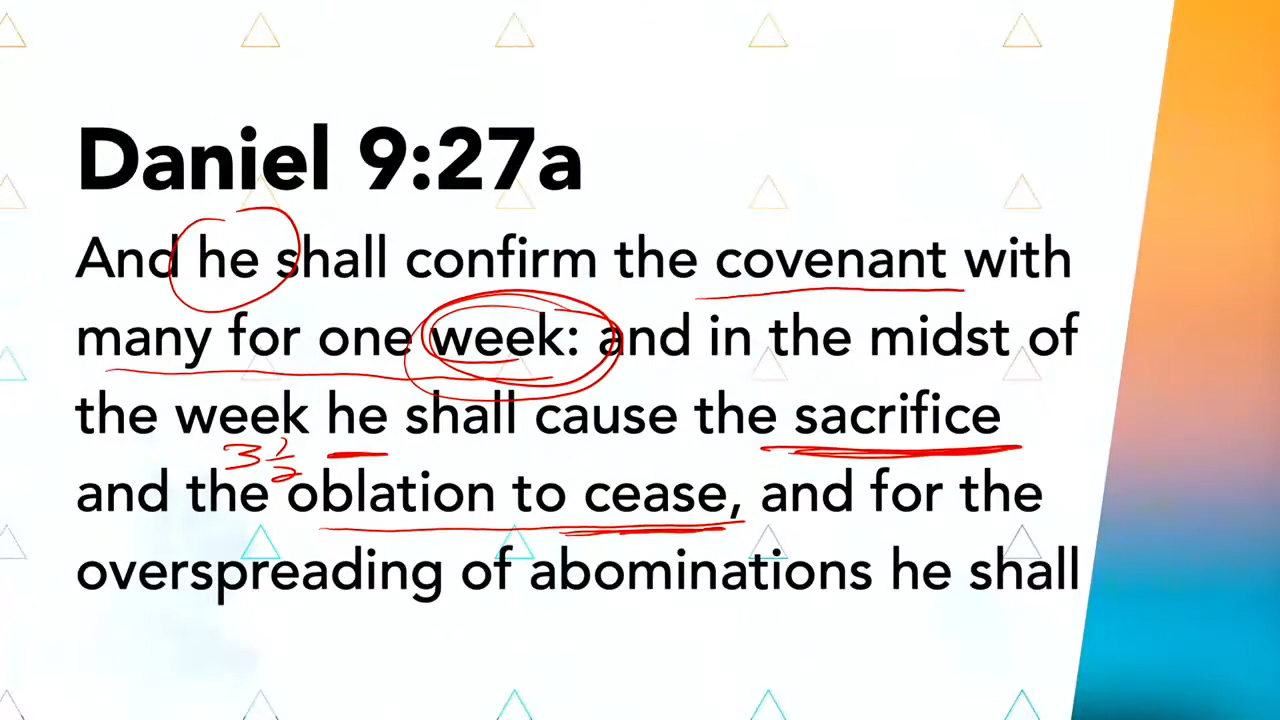 Daniel 9:27a
And he shall confirm the covenant with
many for one week: and in the midst of
the week he shall cause the sacrifice
3 1/2
and the oblation to cease, and for the
overspreading of abominations he shall